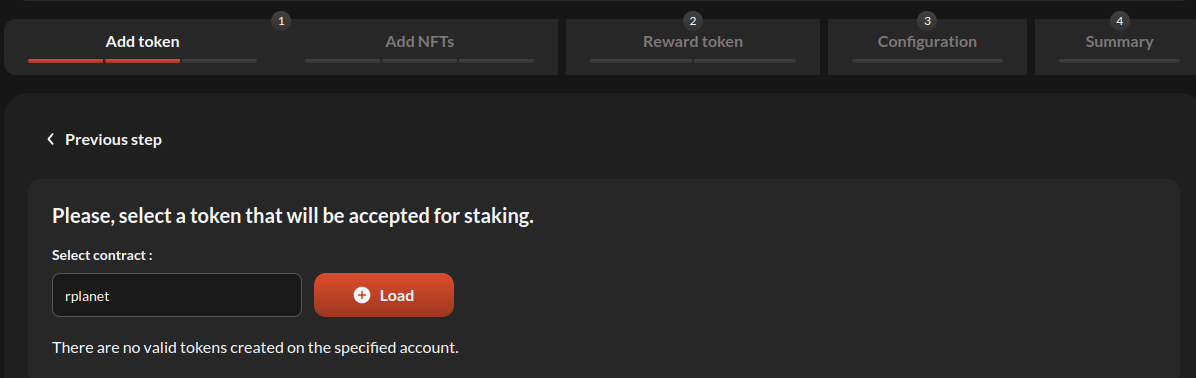 1
2
3
4
Add token
Add NFTs
Reward token
Configuration
Summary
Previous step
Please, select a token that will be accepted for staking.
Select contract :
rplanet
Load
There are no valid tokens created on the specified account.